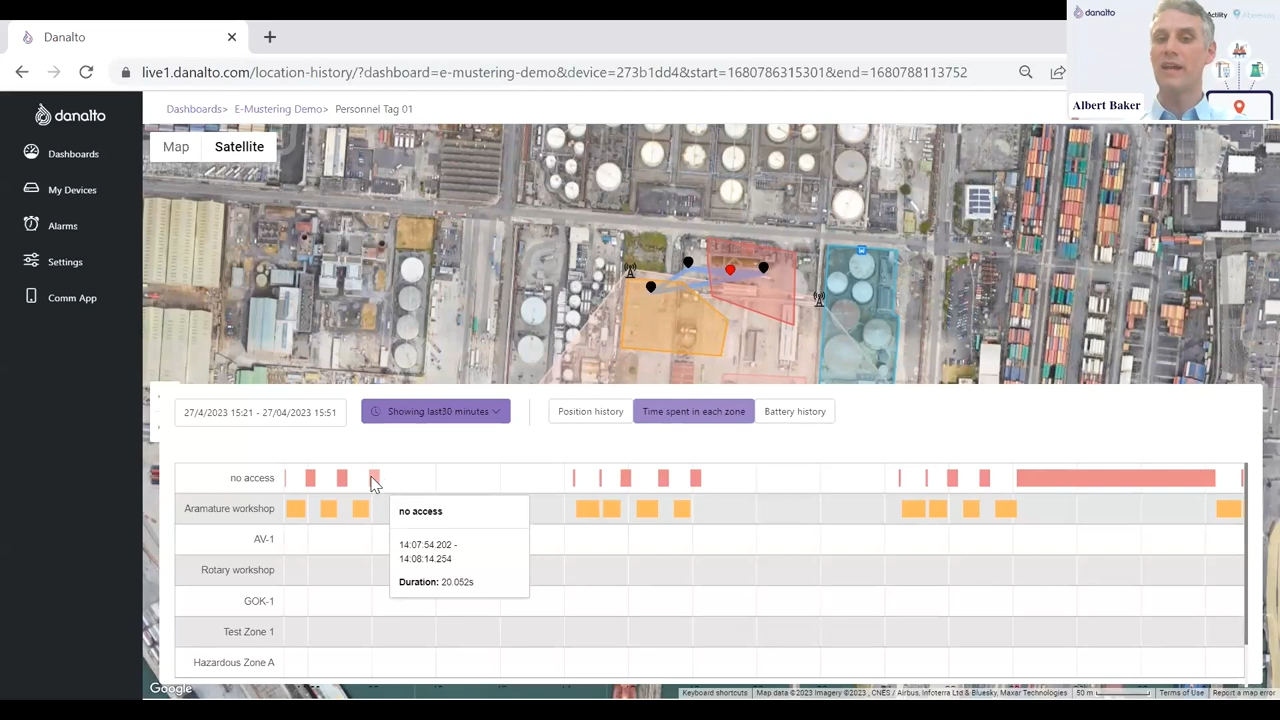 Danalto
live1.danalto.com/location-history/?dashboard=e-mustering-demo&device=273b1dd4&start=1680786315301&end=1680788113752
danalto
Actility
Albert Baker
danalto
Dashboards
My Devices
Alarms
Settings
Comm App
Dashboards> E-Mustering Demo> Personnel Tag 01
Map Satellite
27/4/2023 15:21 - 27/04/2023 15:51
Showing last30 minutes
Position history
Time spent in each zone
Battery history
no access
Aramature workshop
AV-1
Rotary workshop
GOK-1
Test Zone 1
Hazardous Zone A
no access
14:07:54.202 -
14:08:14.254
Duration: 20.052s
Google
Keyboard shortcuts Map data ©2023 Imagery ©2023 , CNES / Airbus, Infoterra Ltd & Bluesky, Maxar Technologies 50 m Terms of Use Report a map error